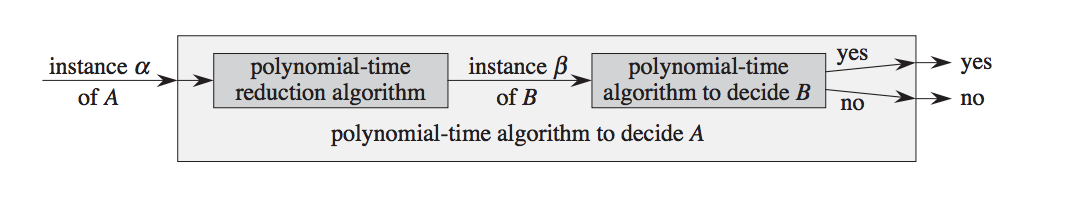 instance α
of A
polynomial-time
reduction algorithm
instance β
of B
polynomial-time
algorithm to decide B
yes
no
yes
no
polynomial-time algorithm to decide A